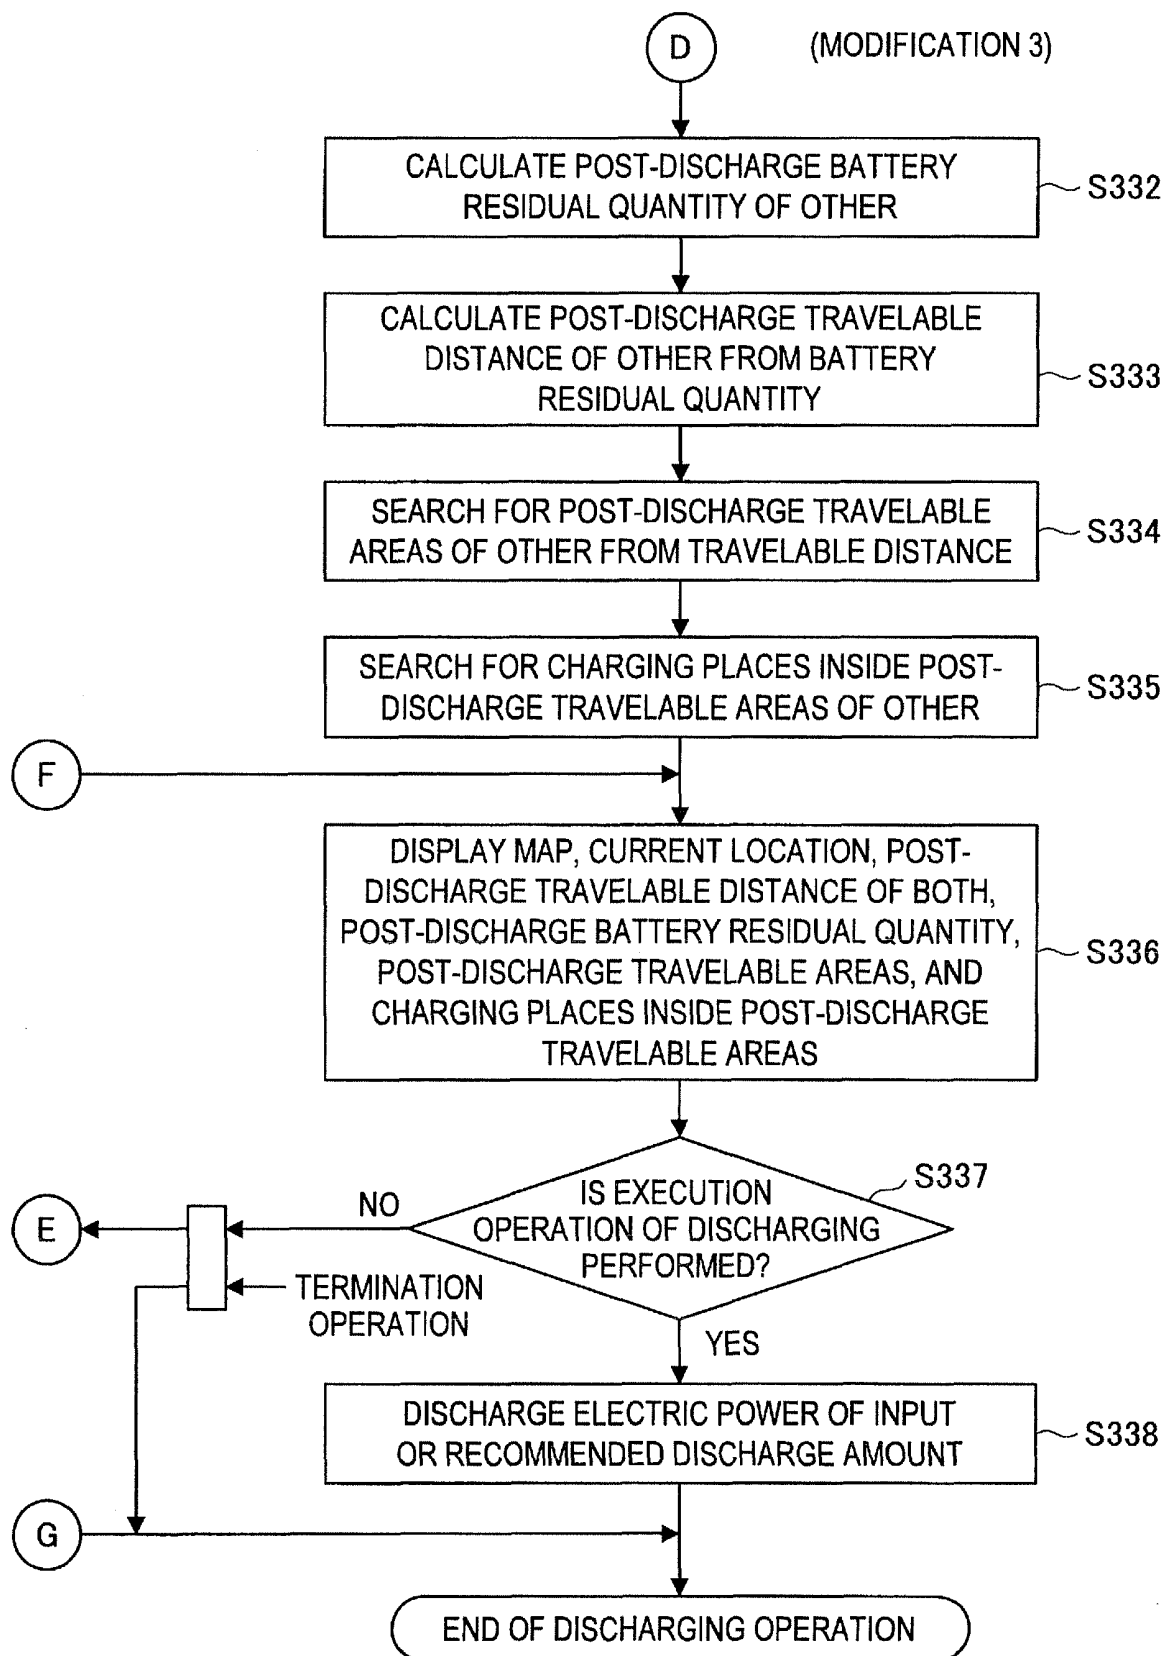 D
(MODIFICATION 3)
CALCULATE POST-DISCHARGE BATTERY
RESIDUAL QUANTITY OF OTHER
S332
CALCULATE POST-DISCHARGE TRAVELABLE
DISTANCE OF OTHER FROM BATTERY
RESIDUAL QUANTITY
S333
SEARCH FOR POST-DISCHARGE TRAVELABLE
AREAS OF OTHER FROM TRAVELABLE DISTANCE
S334
SEARCH FOR CHARGING PLACES INSIDE POST-
DISCHARGE TRAVELABLE AREAS OF OTHER
S335
F
DISPLAY MAP, CURRENT LOCATION, POST-
DISCHARGE TRAVELABLE DISTANCE OF BOTH,
POST-DISCHARGE BATTERY RESIDUAL QUANTITY,
POST-DISCHARGE TRAVELABLE AREAS, AND
CHARGING PLACES INSIDE POST-DISCHARGE
TRAVELABLE AREAS
S336
IS EXECUTION
OPERATION OF DISCHARGING
PERFORMED?
S337
NO
E
TERMINATION
OPERATION
YES
DISCHARGE ELECTRIC POWER OF INPUT
OR RECOMMENDED DISCHARGE AMOUNT
S338
G
END OF DISCHARGING OPERATION